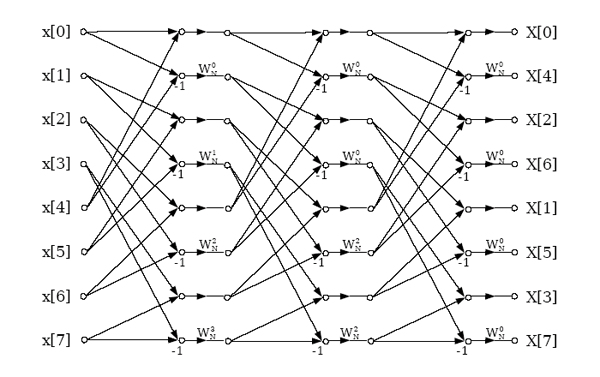 x[0] X[0]
x[1] -1 W_N^0 -1 W_N^0 -1 W_N^0 X[4]
x[2] X[2]
x[3] -1 W_N^1 -1 W_N^0 -1 W_N^0 X[6]
x[4] X[1]
x[5] -1 W_N^2 -1 W_N^2 -1 W_N^0 X[5]
x[6] X[3]
x[7] -1 W_N^3 -1 W_N^2 -1 W_N^0 X[7]